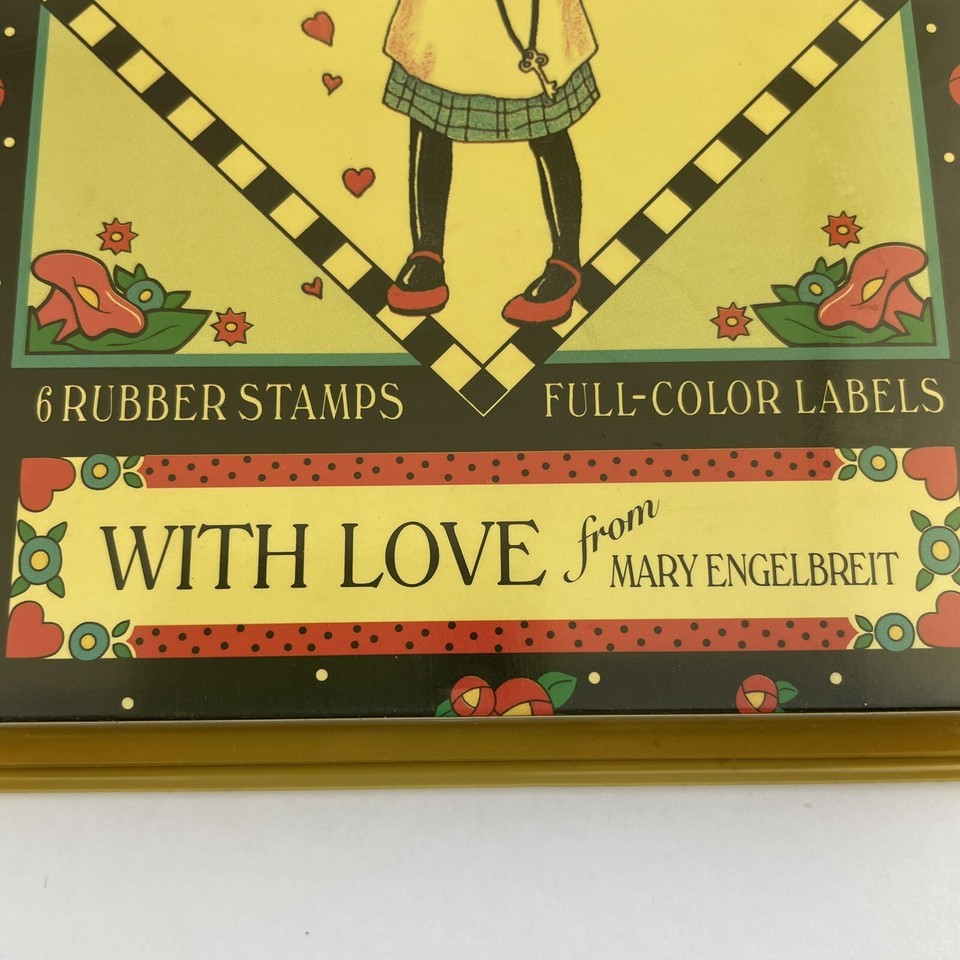 6 RUBBER STAMPS FULL-COLOR LABELS
WITH LOVE from MARY ENGELBREIT